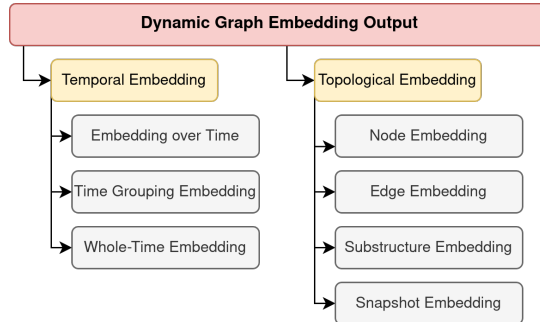 Dynamic Graph Embedding Output
Temporal Embedding
Embedding over Time
Time Grouping Embedding
Whole-Time Embedding
Topological Embedding
Node Embedding
Edge Embedding
Substructure Embedding
Snapshot Embedding